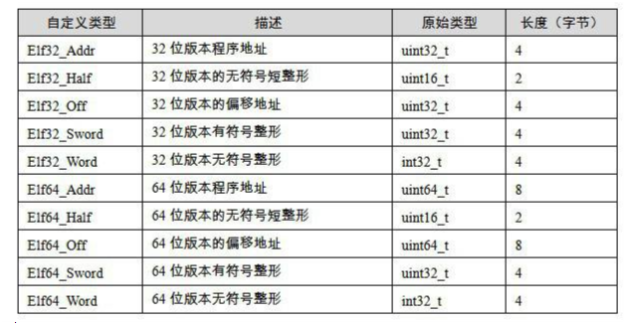 自定义类型 描述 原始类型 长度（字节）
Elf32_Addr 32 位版本程序地址 uint32_t 4
Elf32_Half 32 位版本的无符号短整形 uint16_t 2
Elf32_Off 32 位版本的偏移地址 uint32_t 4
Elf32_Sword 32 位版本有符号整形 uint32_t 4
Elf32_Word 32 位版本无符号整形 int32_t 4
Elf64_Addr 64 位版本程序地址 uint64_t 8
Elf64_Half 64 位版本的无符号短整形 uint16_t 2
Elf64_Off 64 位版本的偏移地址 uint64_t 8
Elf64_Sword 64 位版本有符号整形 uint32_t 4
Elf64_Word 64 位版本无符号整形 int32_t 4